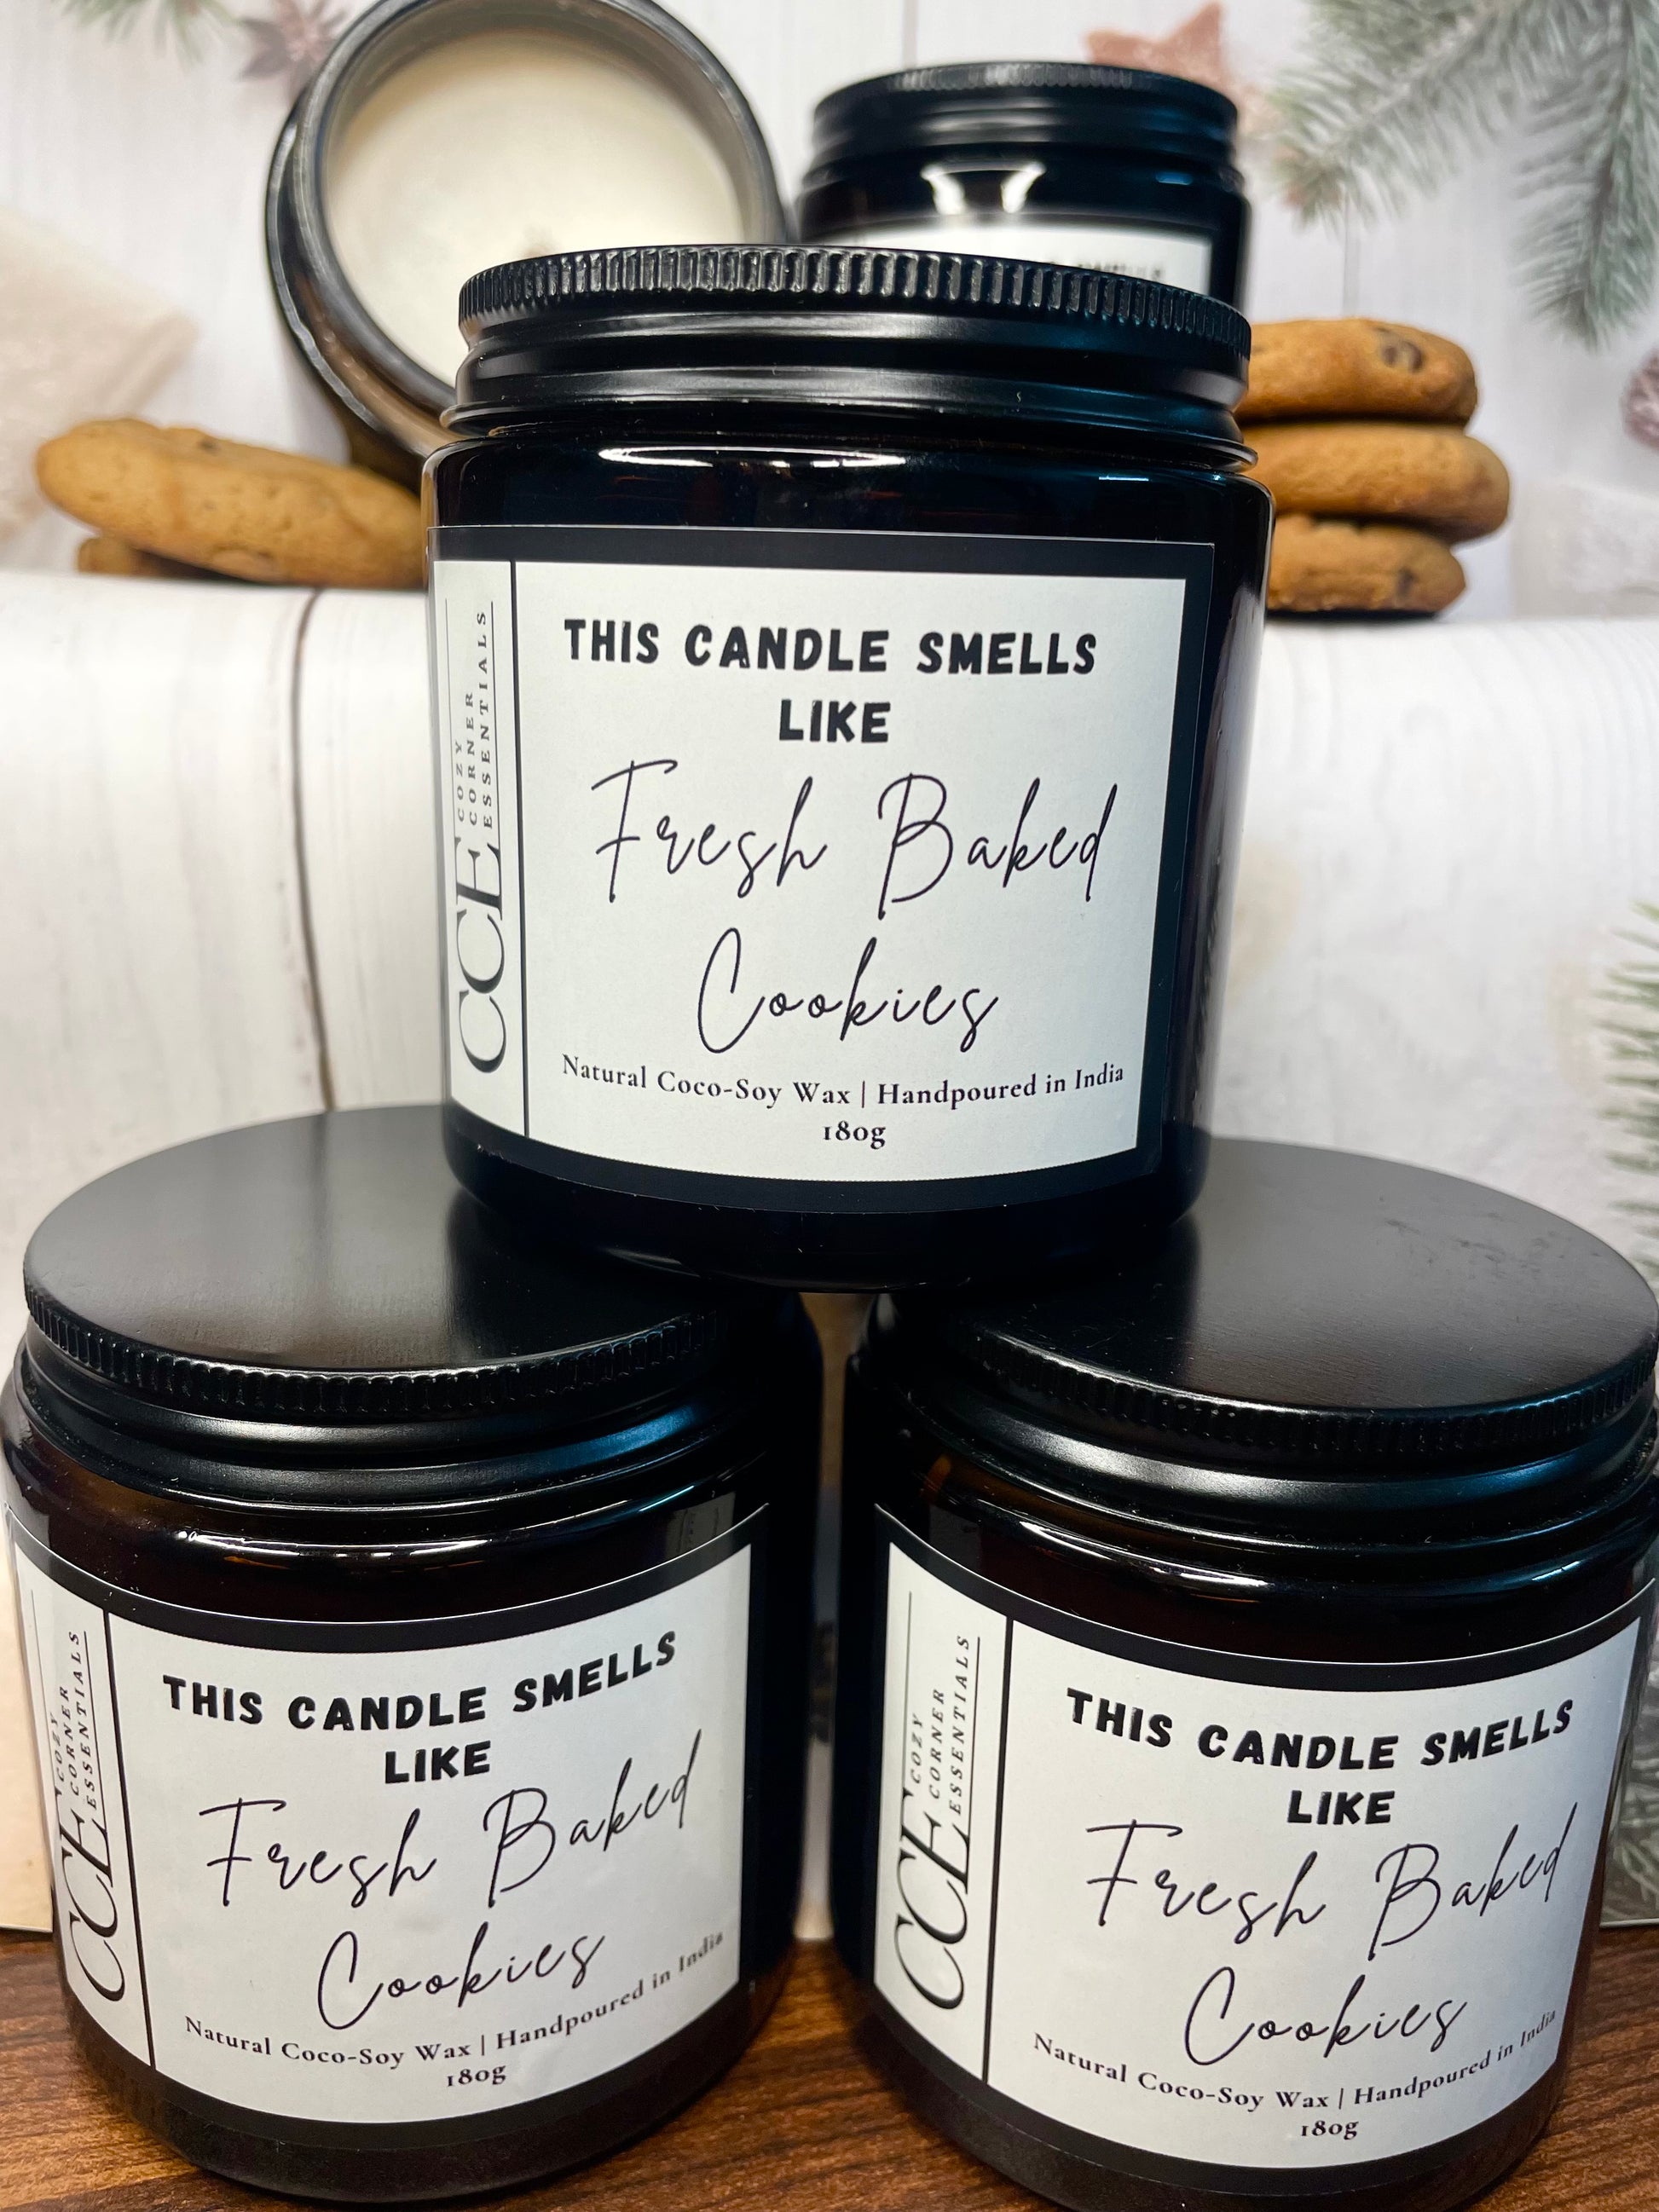 THIS CANDLE SMELLS
LIKE
Fresh Baked
Cookies
Natural Coco-Soy Wax | Handpoured in India
180g
CCE
COZY
CORNER
ESSENTIALS
THIS CANDLE SMELLS
LIKE
Fresh Baked
Cookies
Natural Coco-Soy Wax | Handpoured in India
180g
CCE
COZY
CORNER
ESSENTIALS
THIS CANDLE SMELLS
LIKE
Fresh Baked
Cookies
Natural Coco-Soy Wax | Handpoured in India
180g
CCE
COZY
CORNER
ESSENTIALS